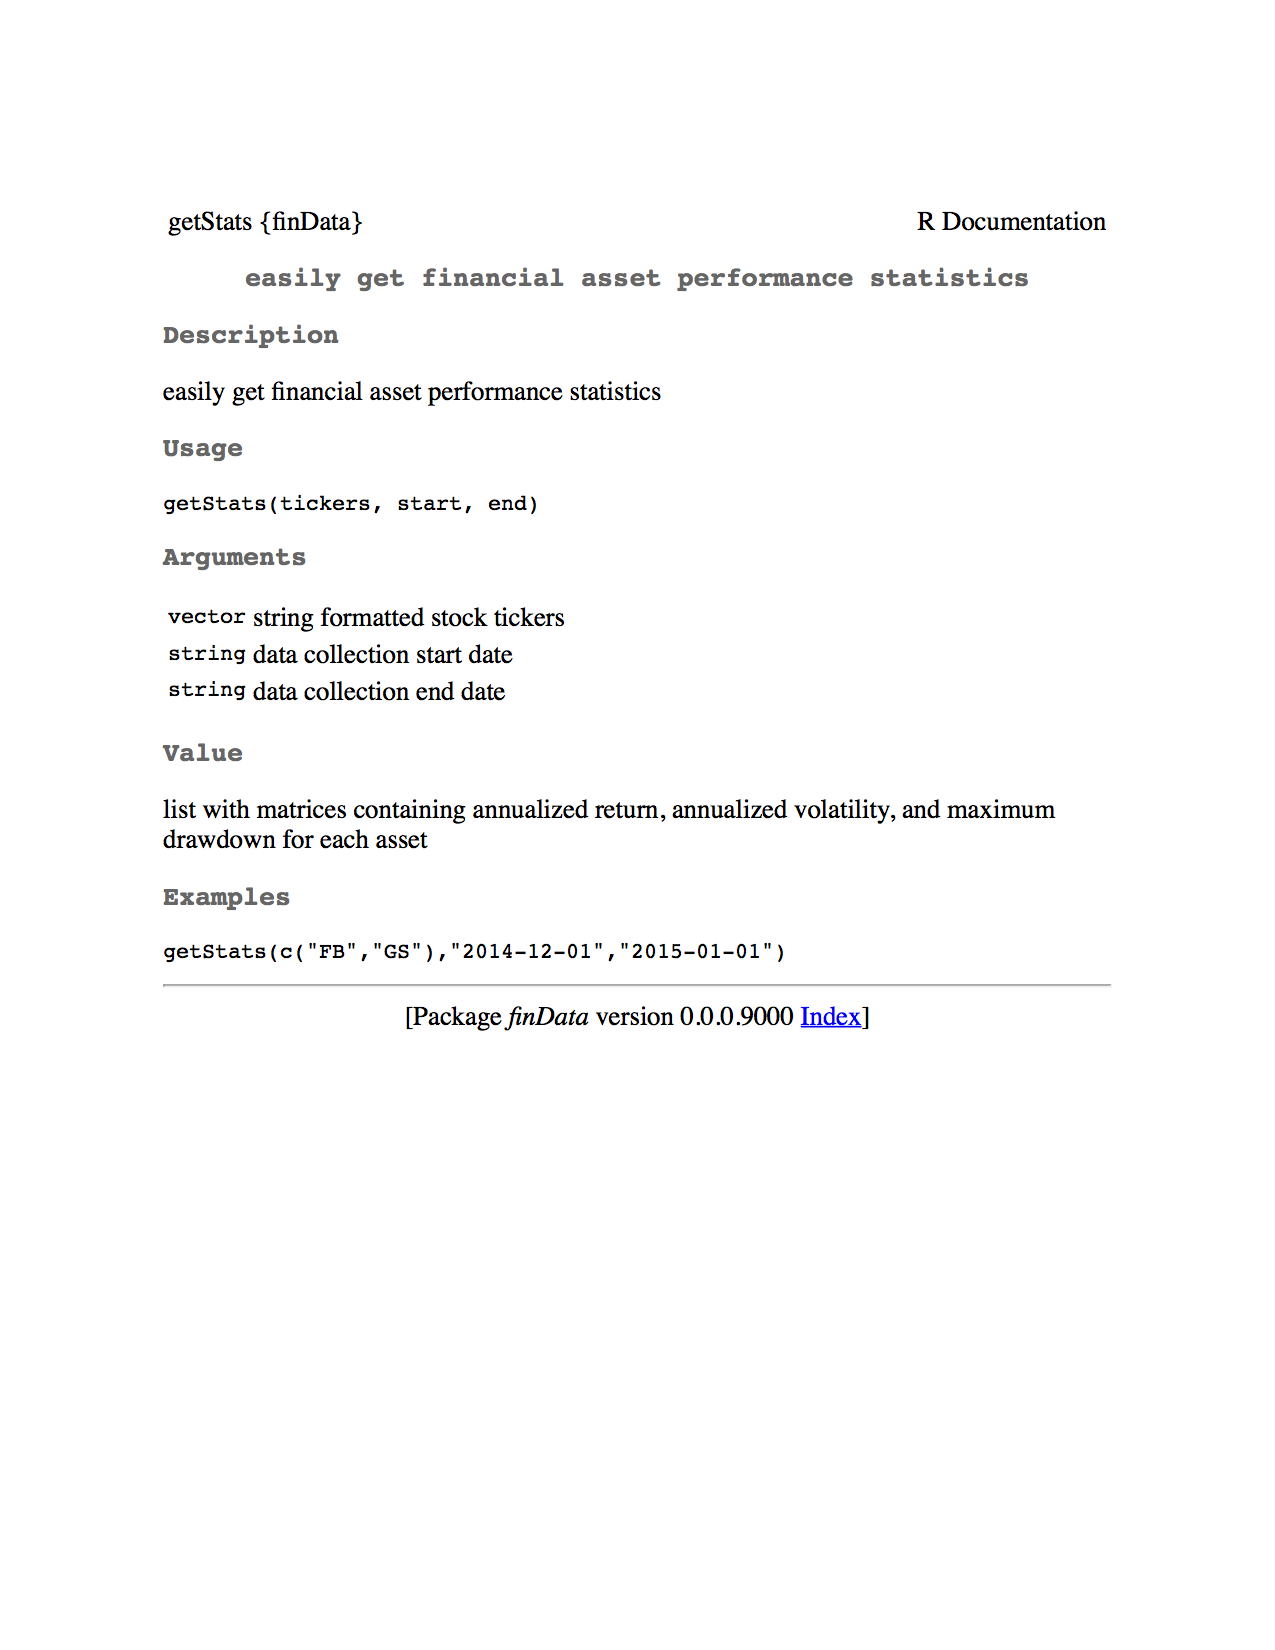 getStats {finData} R Documentation
easily get financial asset performance statistics
Description
easily get financial asset performance statistics
Usage
getStats(tickers, start, end)
Arguments
vector string formatted stock tickers
string data collection start date
string data collection end date
Value
list with matrices containing annualized return, annualized volatility, and maximum
drawdown for each asset
Examples
getStats(c("FB","GS"),"2014-12-01","2015-01-01")
[Package finData version 0.0.0.9000 Index]